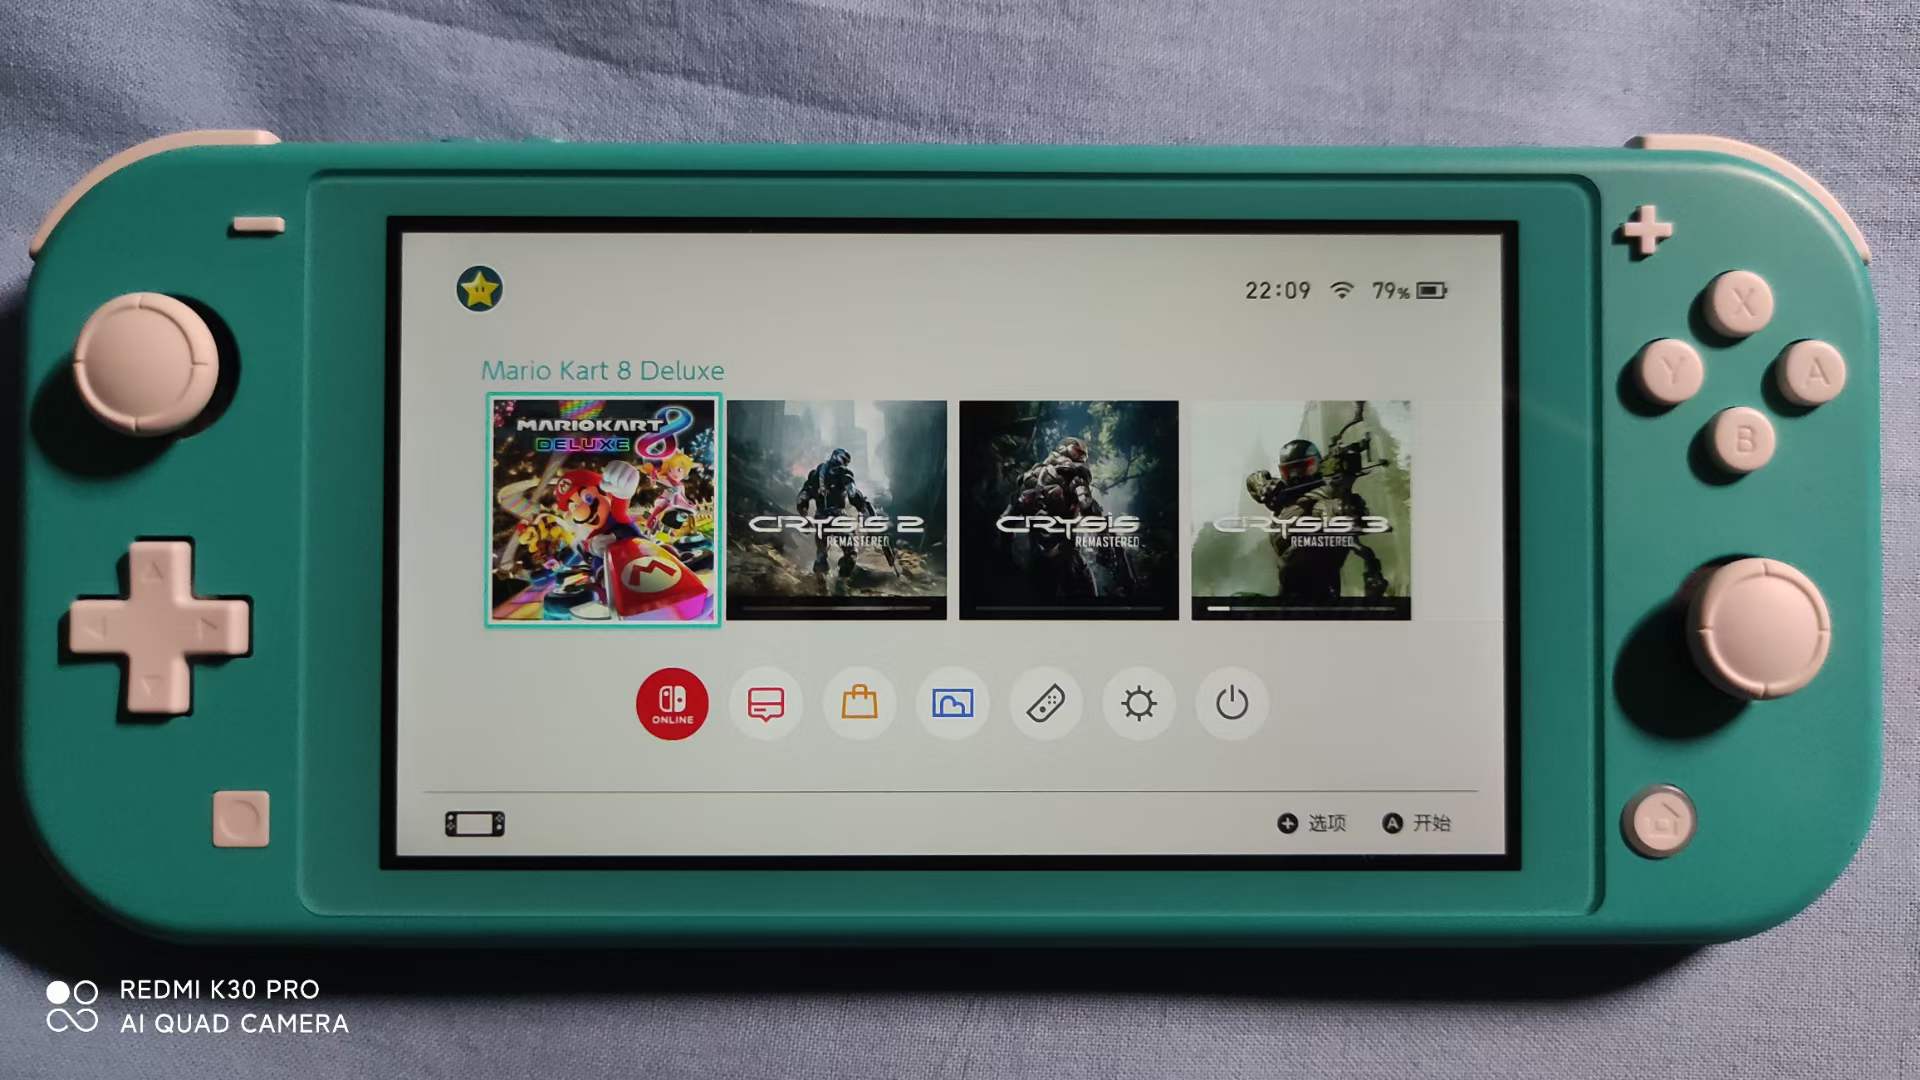 22:09 79%
Mario Kart 8 Deluxe
MARIOKART 8
DELUXE
CRYSIS 2
REMASTERED
CRYSIS
REMASTERED
CRYSIS 3
REMASTERED
M
M
ONLINE
选项 A 开始
X
Y
A
B
REDMI K30 PRO
AI QUAD CAMERA